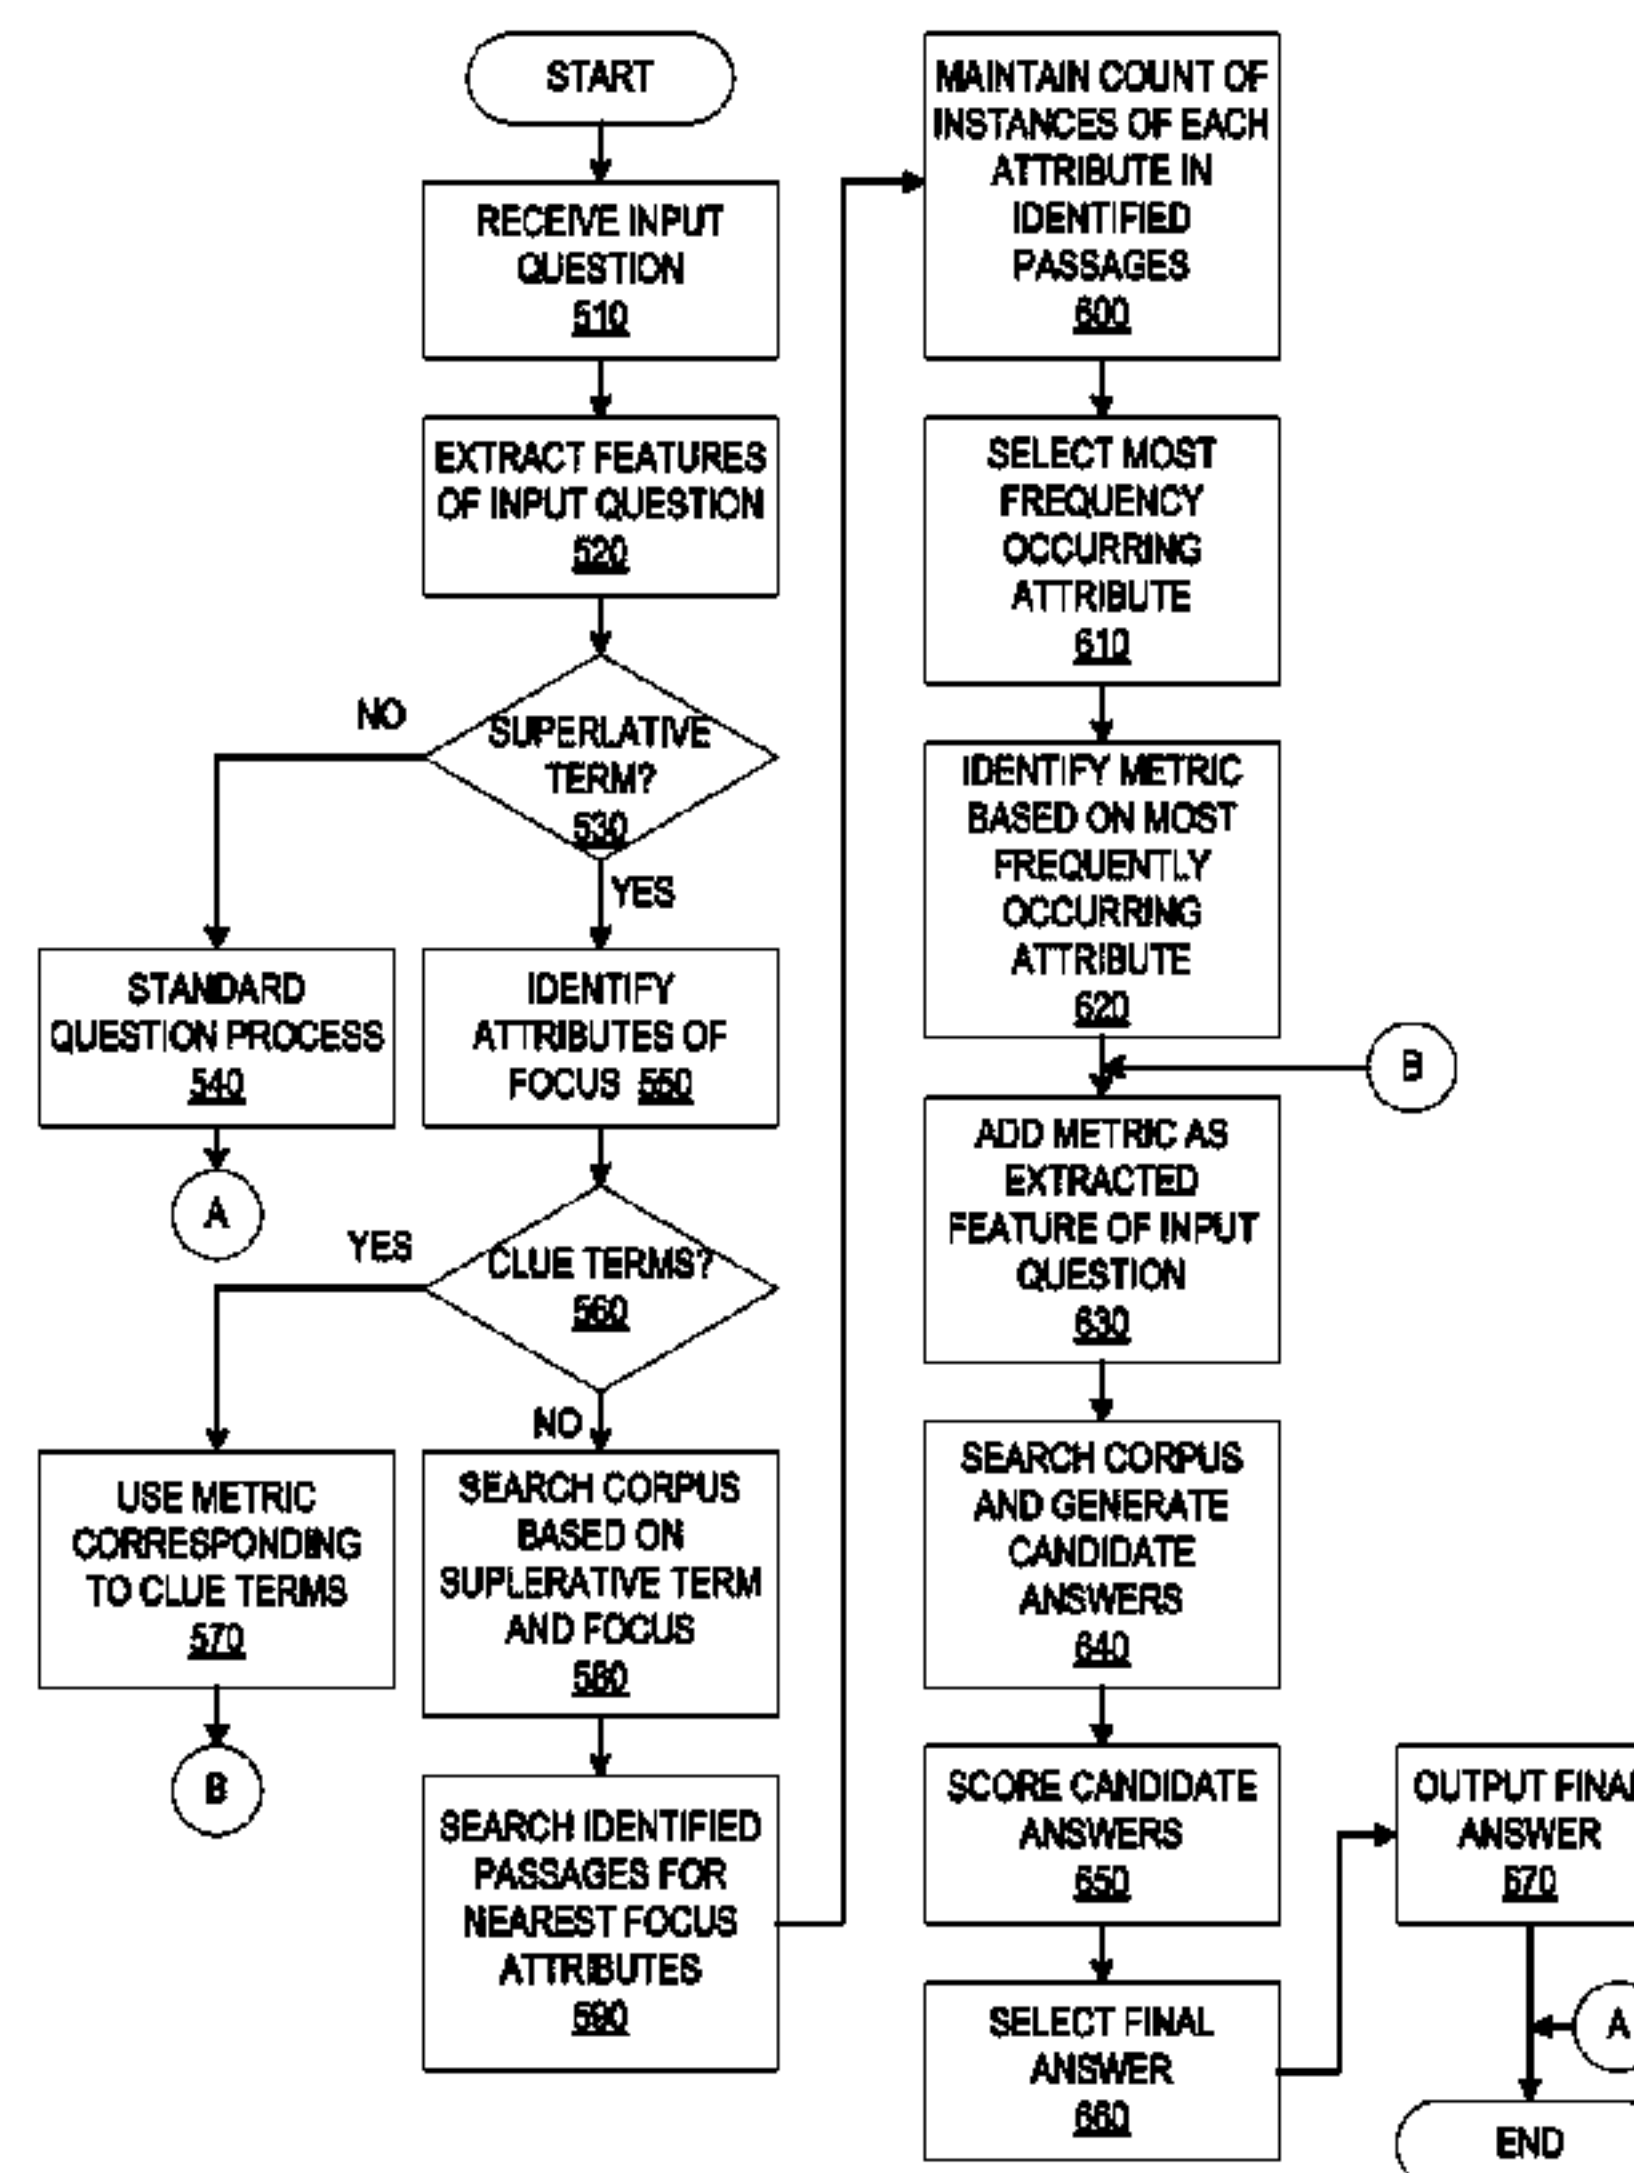 START
RECEIVE INPUT
QUESTION
510
EXTRACT FEATURES
OF INPUT QUESTION
520
SUPERLATIVE
TERM?
530
NO
YES
STANDARD
QUESTION PROCESS
540
A
IDENTIFY
ATTRIBUTES OF
FOCUS 550
CLUE TERMS?
560
YES
NO
USE METRIC
CORRESPONDING
TO CLUE TERMS
570
B
SEARCH CORPUS
BASED ON
SUPLERATIVE TERM
AND FOCUS
580
SEARCH IDENTIFIED
PASSAGES FOR
NEAREST FOCUS
ATTRIBUTES
590
MAINTAIN COUNT OF
INSTANCES OF EACH
ATTRIBUTE IN
IDENTIFIED
PASSAGES
600
SELECT MOST
FREQUENCY
OCCURRING
ATTRIBUTE
610
IDENTIFY METRIC
BASED ON MOST
FREQUENTLY
OCCURRING
ATTRIBUTE
620
B
ADD METRIC AS
EXTRACTED
FEATURE OF INPUT
QUESTION
630
SEARCH CORPUS
AND GENERATE
CANDIDATE
ANSWERS
640
SCORE CANDIDATE
ANSWERS
650
SELECT FINAL
ANSWER
660
OUTPUT FINAL
ANSWER
670
A
END